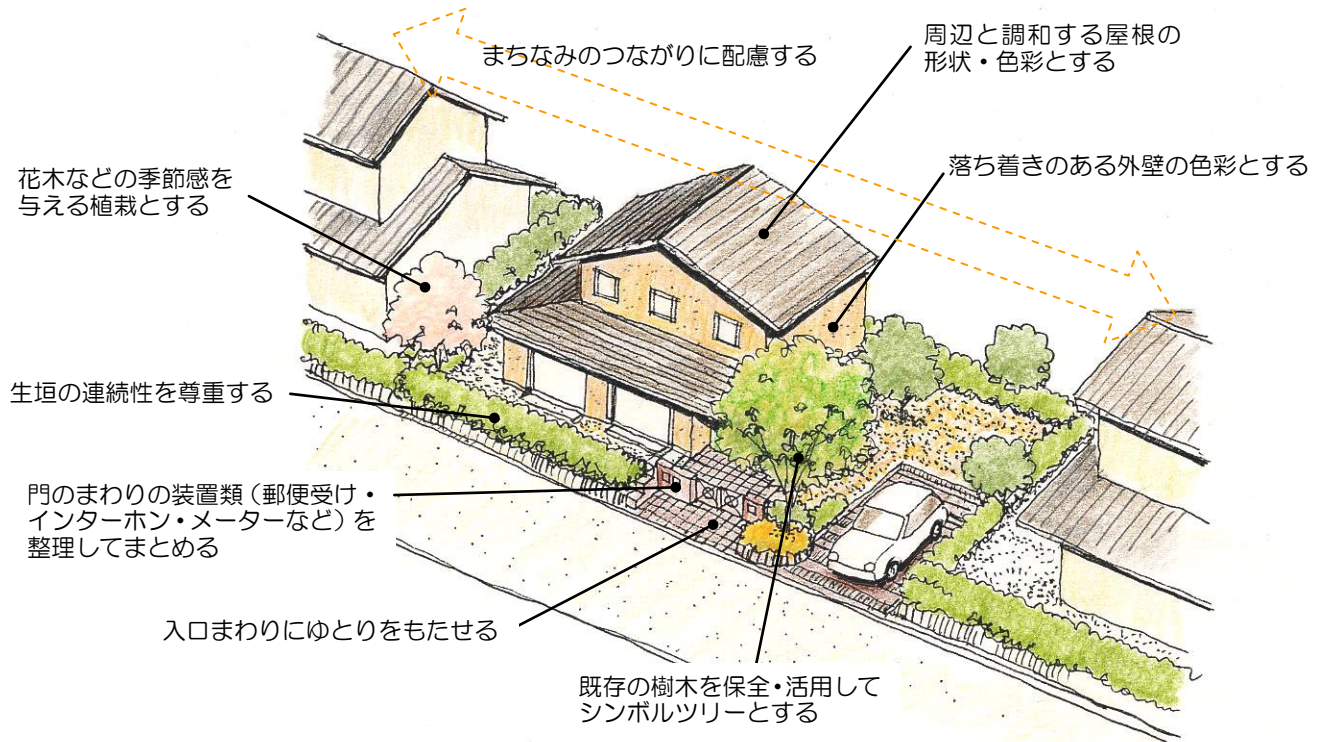 まちなみのつながりに配慮する
周辺と調和する屋根の
形状・色彩とする
落ち着きのある外壁の色彩とする
花木などの季節感を
与える植栽とする
生垣の連続性を尊重する
門のまわりの装置類（郵便受け・
インターホン・メーターなど）を
整理してまとめる
入口まわりにゆとりをもたせる
既存の樹木を保全・活用して
シンボルツリーとする